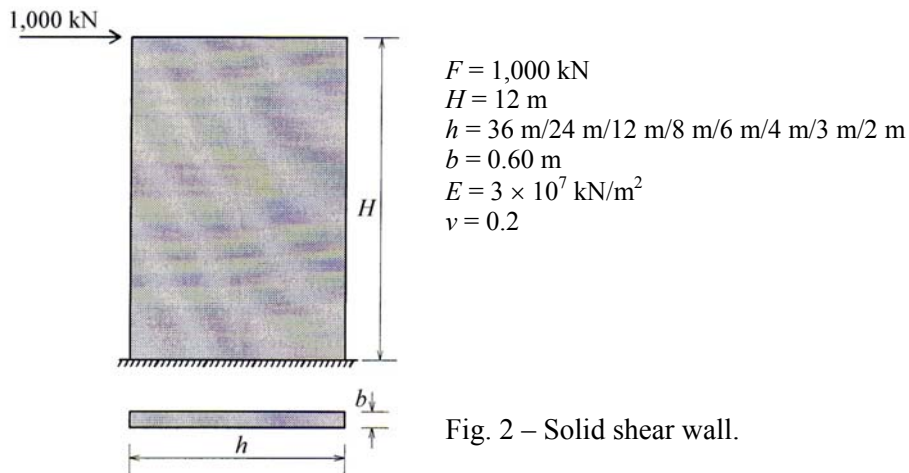 1,000 kN
F = 1,000 kN
H = 12 m
h = 36 m/24 m/12 m/8 m/6 m/4 m/3 m/2 m
b = 0.60 m
E = 3 × 10⁷ kN/m²
ν = 0.2
H
b
h
Fig. 2 – Solid shear wall.